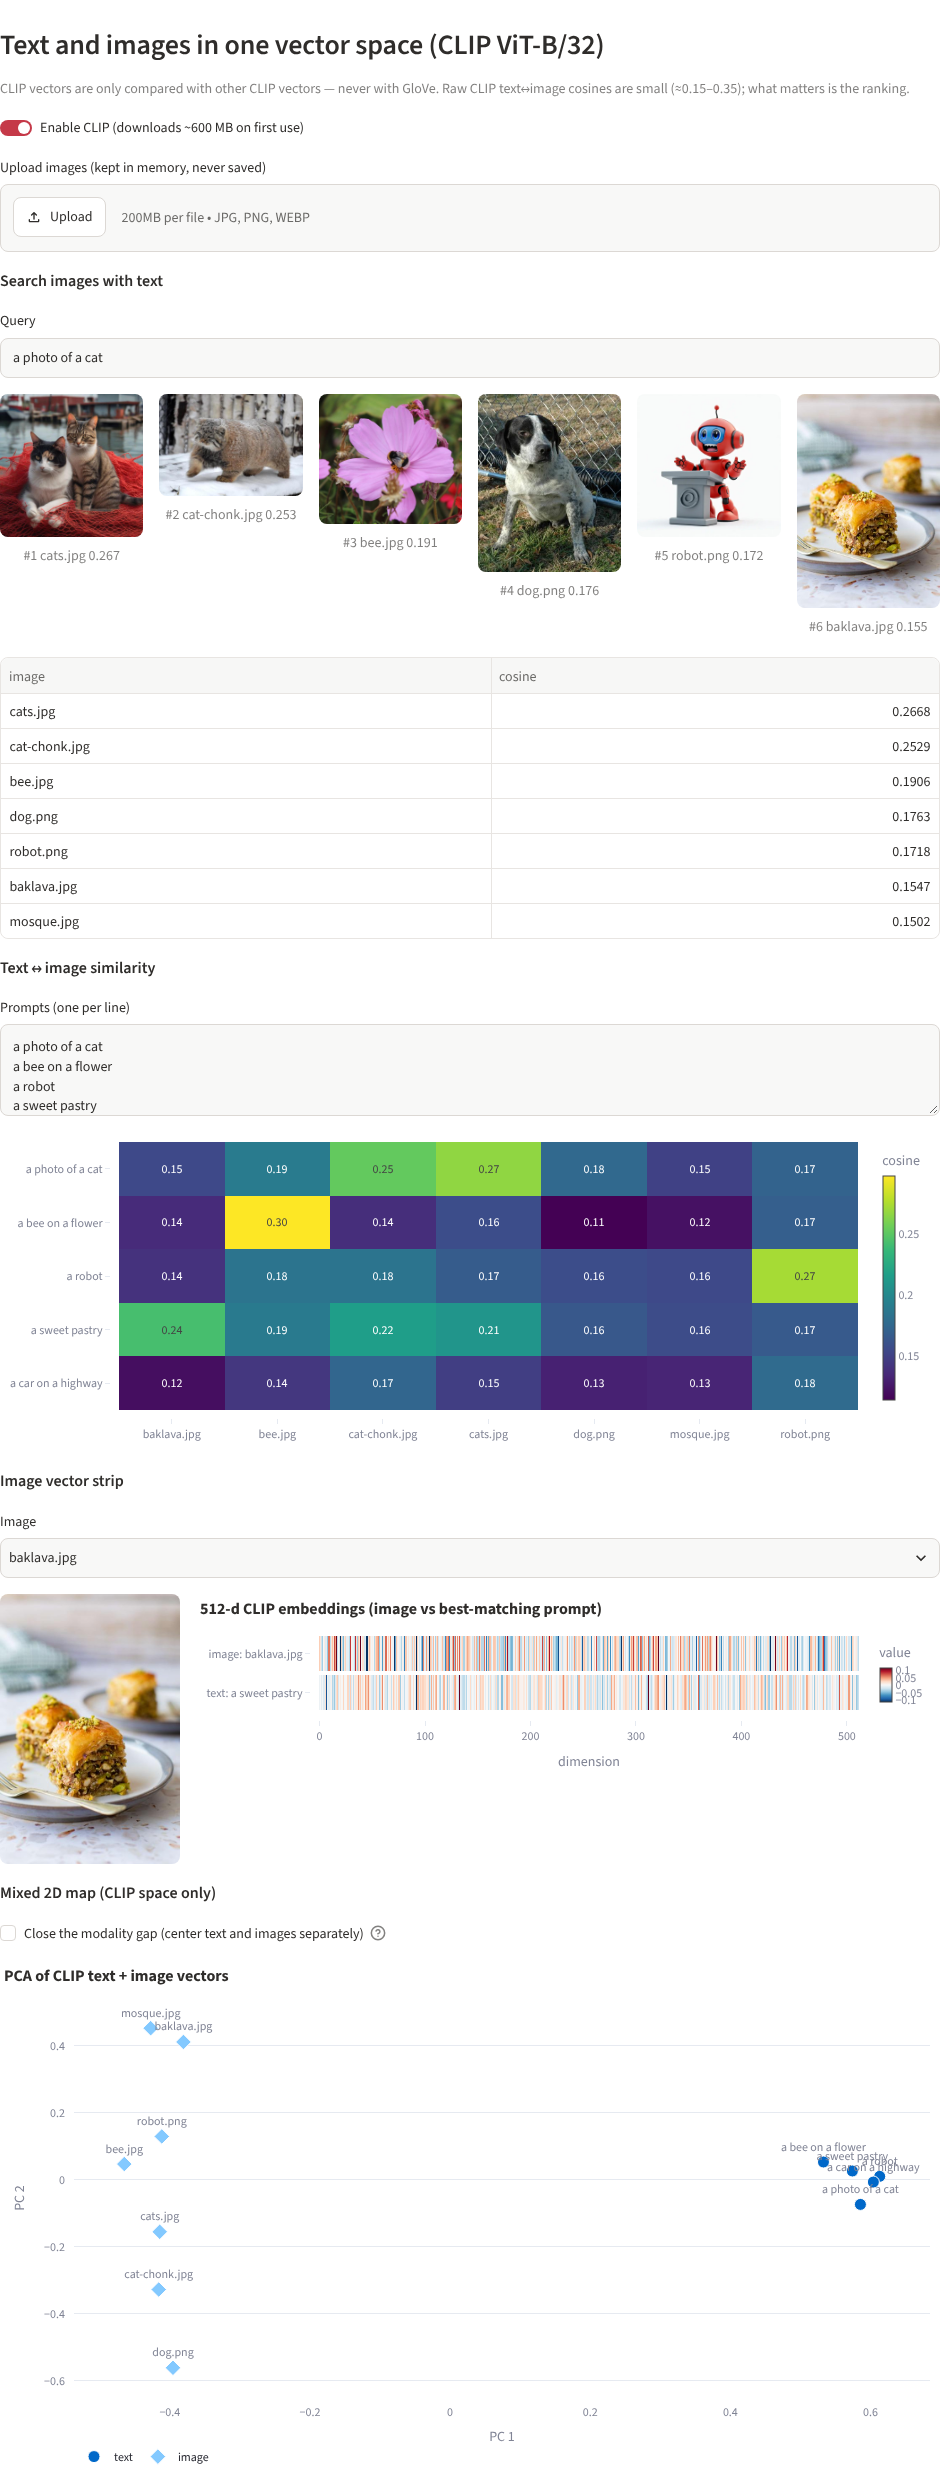 Text and images in one vector space (CLIP ViT-B/32)
CLIP vectors are only compared with other CLIP vectors — never with GloVe. Raw CLIP text↔image cosines are small (≈0.15–0.35); what matters is the ranking.
Enable CLIP (downloads ~600 MB on first use)
Upload images (kept in memory, never saved)
Upload 200MB per file • JPG, PNG, WEBP
Search images with text
Query
a photo of a cat
#1 cats.jpg 0.267
#2 cat-chonk.jpg 0.253
#3 bee.jpg 0.191
#4 dog.png 0.176
#5 robot.png 0.172
#6 baklava.jpg 0.155
image cosine
cats.jpg 0.2668
cat-chonk.jpg 0.2529
bee.jpg 0.1906
dog.png 0.1763
robot.png 0.1718
baklava.jpg 0.1547
mosque.jpg 0.1502
Text ↔ image similarity
Prompts (one per line)
a photo of a cat
a bee on a flower
a robot
a sweet pastry
cosine
a photo of a cat 0.15 0.19 0.25 0.27 0.18 0.15 0.17
a bee on a flower 0.14 0.30 0.14 0.16 0.11 0.12 0.17
0.25
a robot 0.14 0.18 0.18 0.17 0.16 0.16 0.27
0.2
a sweet pastry 0.24 0.19 0.22 0.21 0.16 0.16 0.17
0.15
a car on a highway 0.12 0.14 0.17 0.15 0.13 0.13 0.18
baklava.jpg bee.jpg cat-chonk.jpg cats.jpg dog.png mosque.jpg robot.png
Image vector strip
Image
baklava.jpg
512-d CLIP embeddings (image vs best-matching prompt)
image: baklava.jpg
text: a sweet pastry
value
0.1
0.05
0
−0.05
−0.1
0 100 200 300 400 500
dimension
Mixed 2D map (CLIP space only)
Close the modality gap (center text and images separately) ?
PCA of CLIP text + image vectors
mosque.jpg
baklava.jpg
robot.png
bee.jpg
cats.jpg
cat-chonk.jpg
dog.png
a bee on a flower
a sweet pastry
a robot
a car on a highway
a photo of a cat
0.4
0.2
0
−0.2
−0.4
−0.6
PC 2
−0.4 −0.2 0 0.2 0.4 0.6
PC 1
text image